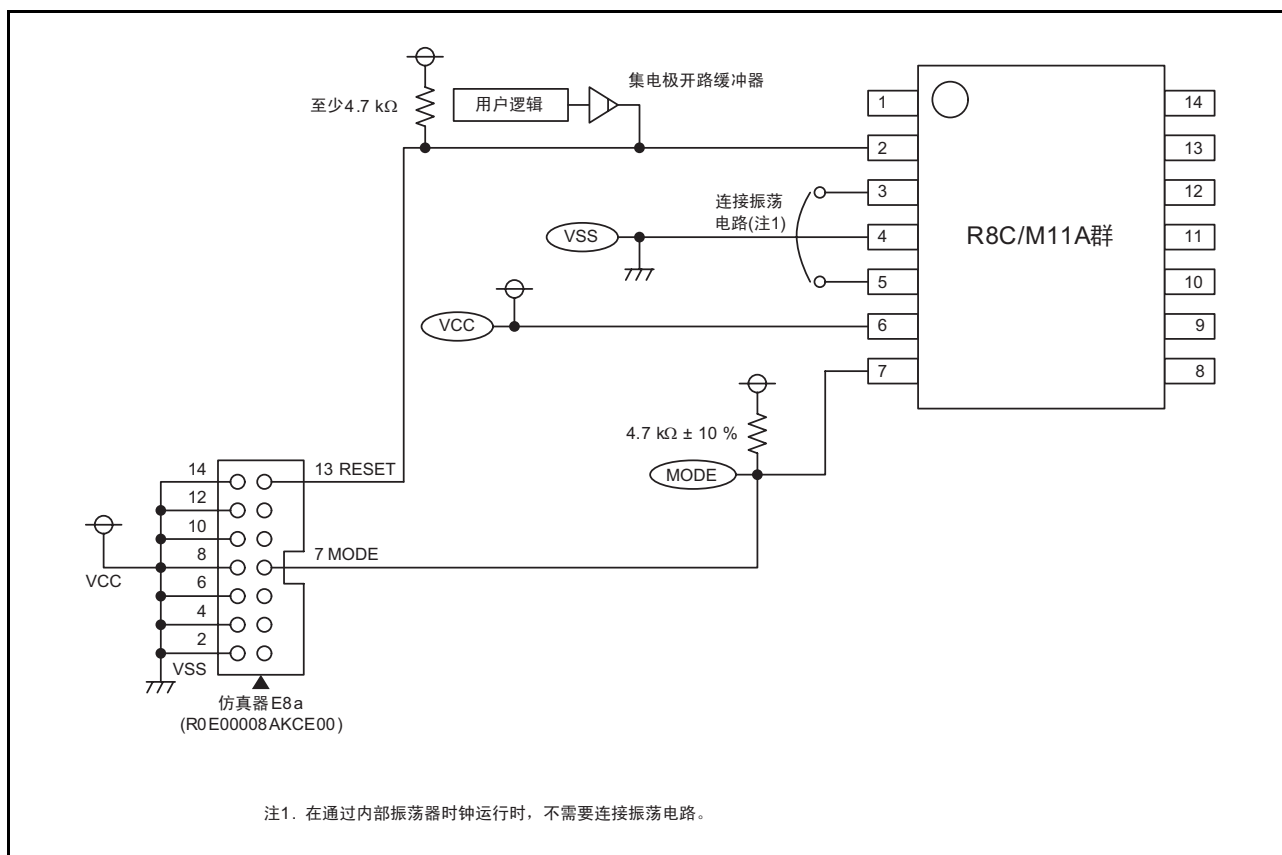 集电极开路缓冲器
至少4.7 kΩ
用户逻辑
1
2
3
4
5
6
7
14
13
12
11
10
9
8
R8C/M11A群
连接振荡
电路(注1)
VSS
VCC
4.7 kΩ ± 10 %
MODE
14
12
10
8
6
4
2
13 RESET
7 MODE
VCC
VSS
仿真器E8a
(R0E00008AKCE00)
注1. 在通过内部振荡器时钟运行时，不需要连接振荡电路。